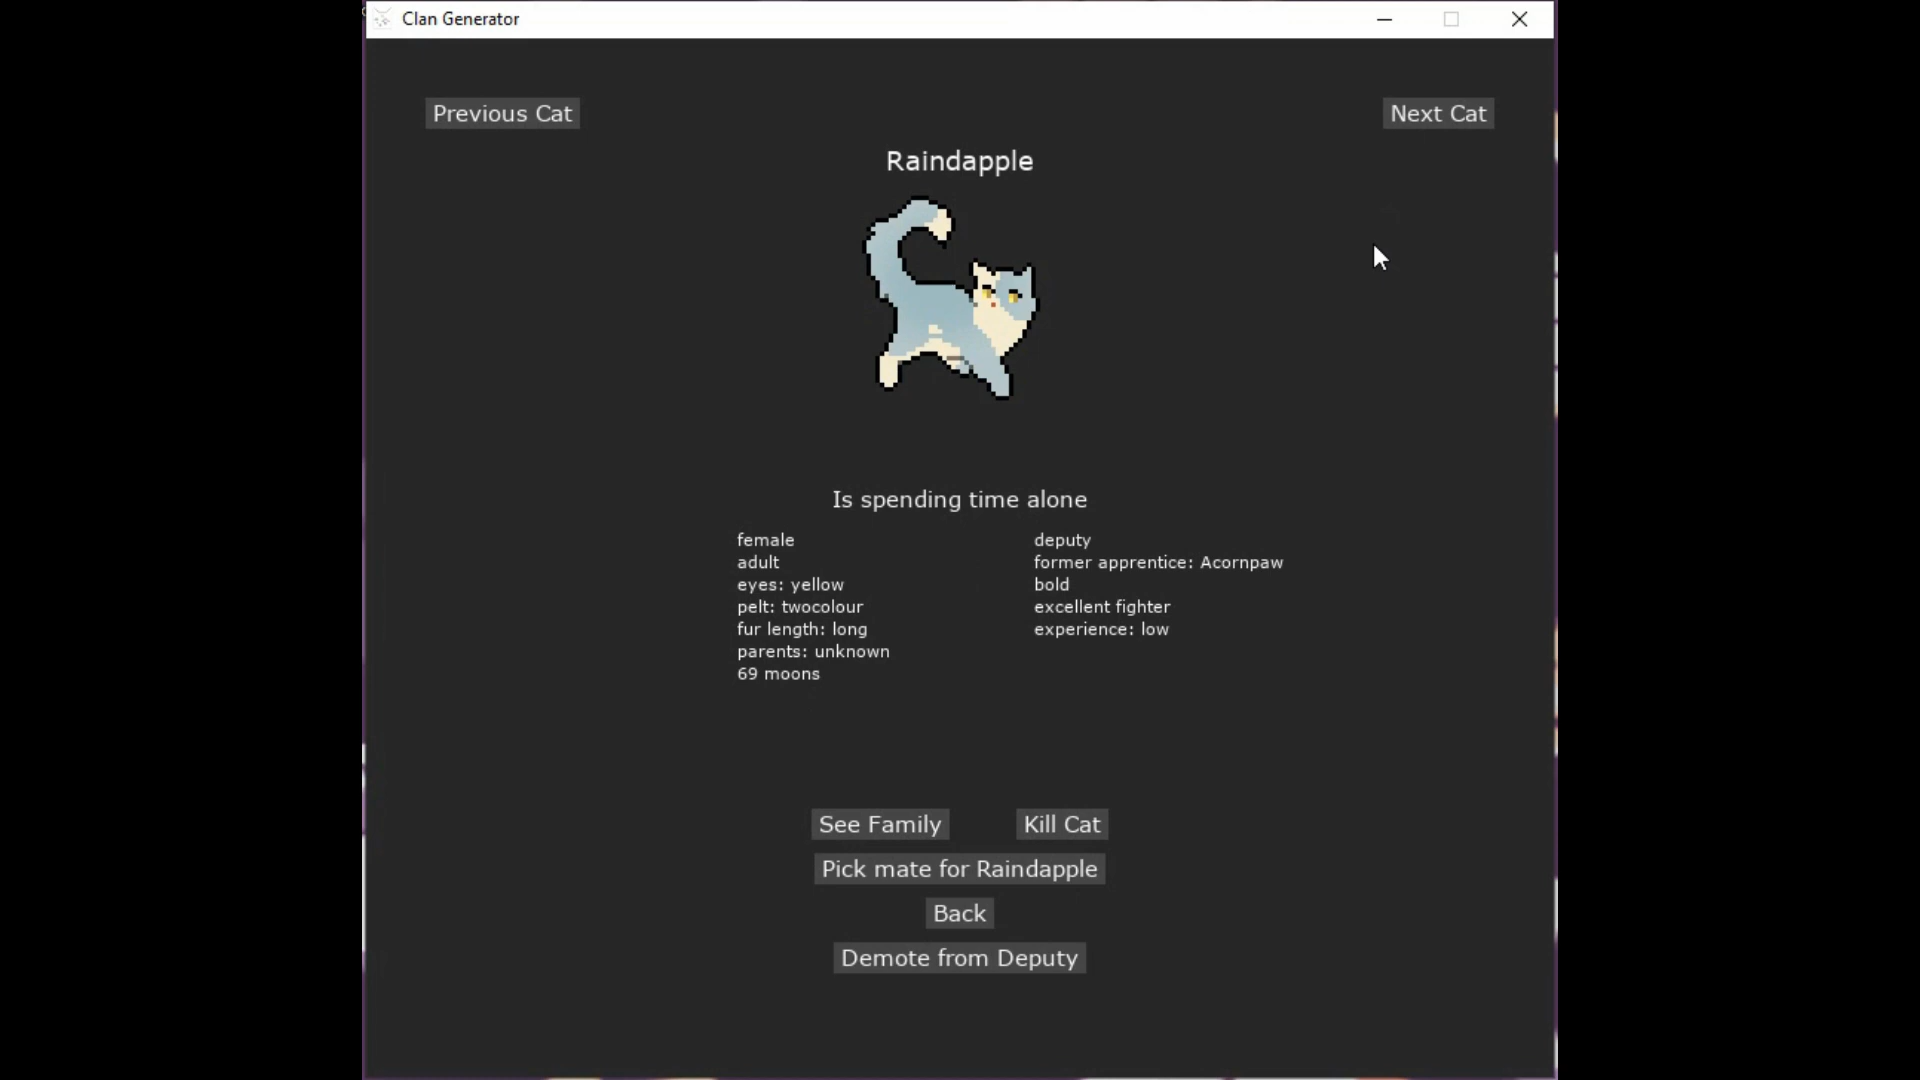 Clan Generator
Previous Cat
Next Cat
Raindapple
Is spending time alone
female
adult
eyes: yellow
pelt: twocolour
fur length: long
parents: unknown
69 moons
deputy
former apprentice: Acornpaw
bold
excellent fighter
experience: low
See Family
Kill Cat
Pick mate for Raindapple
Back
Demote from Deputy